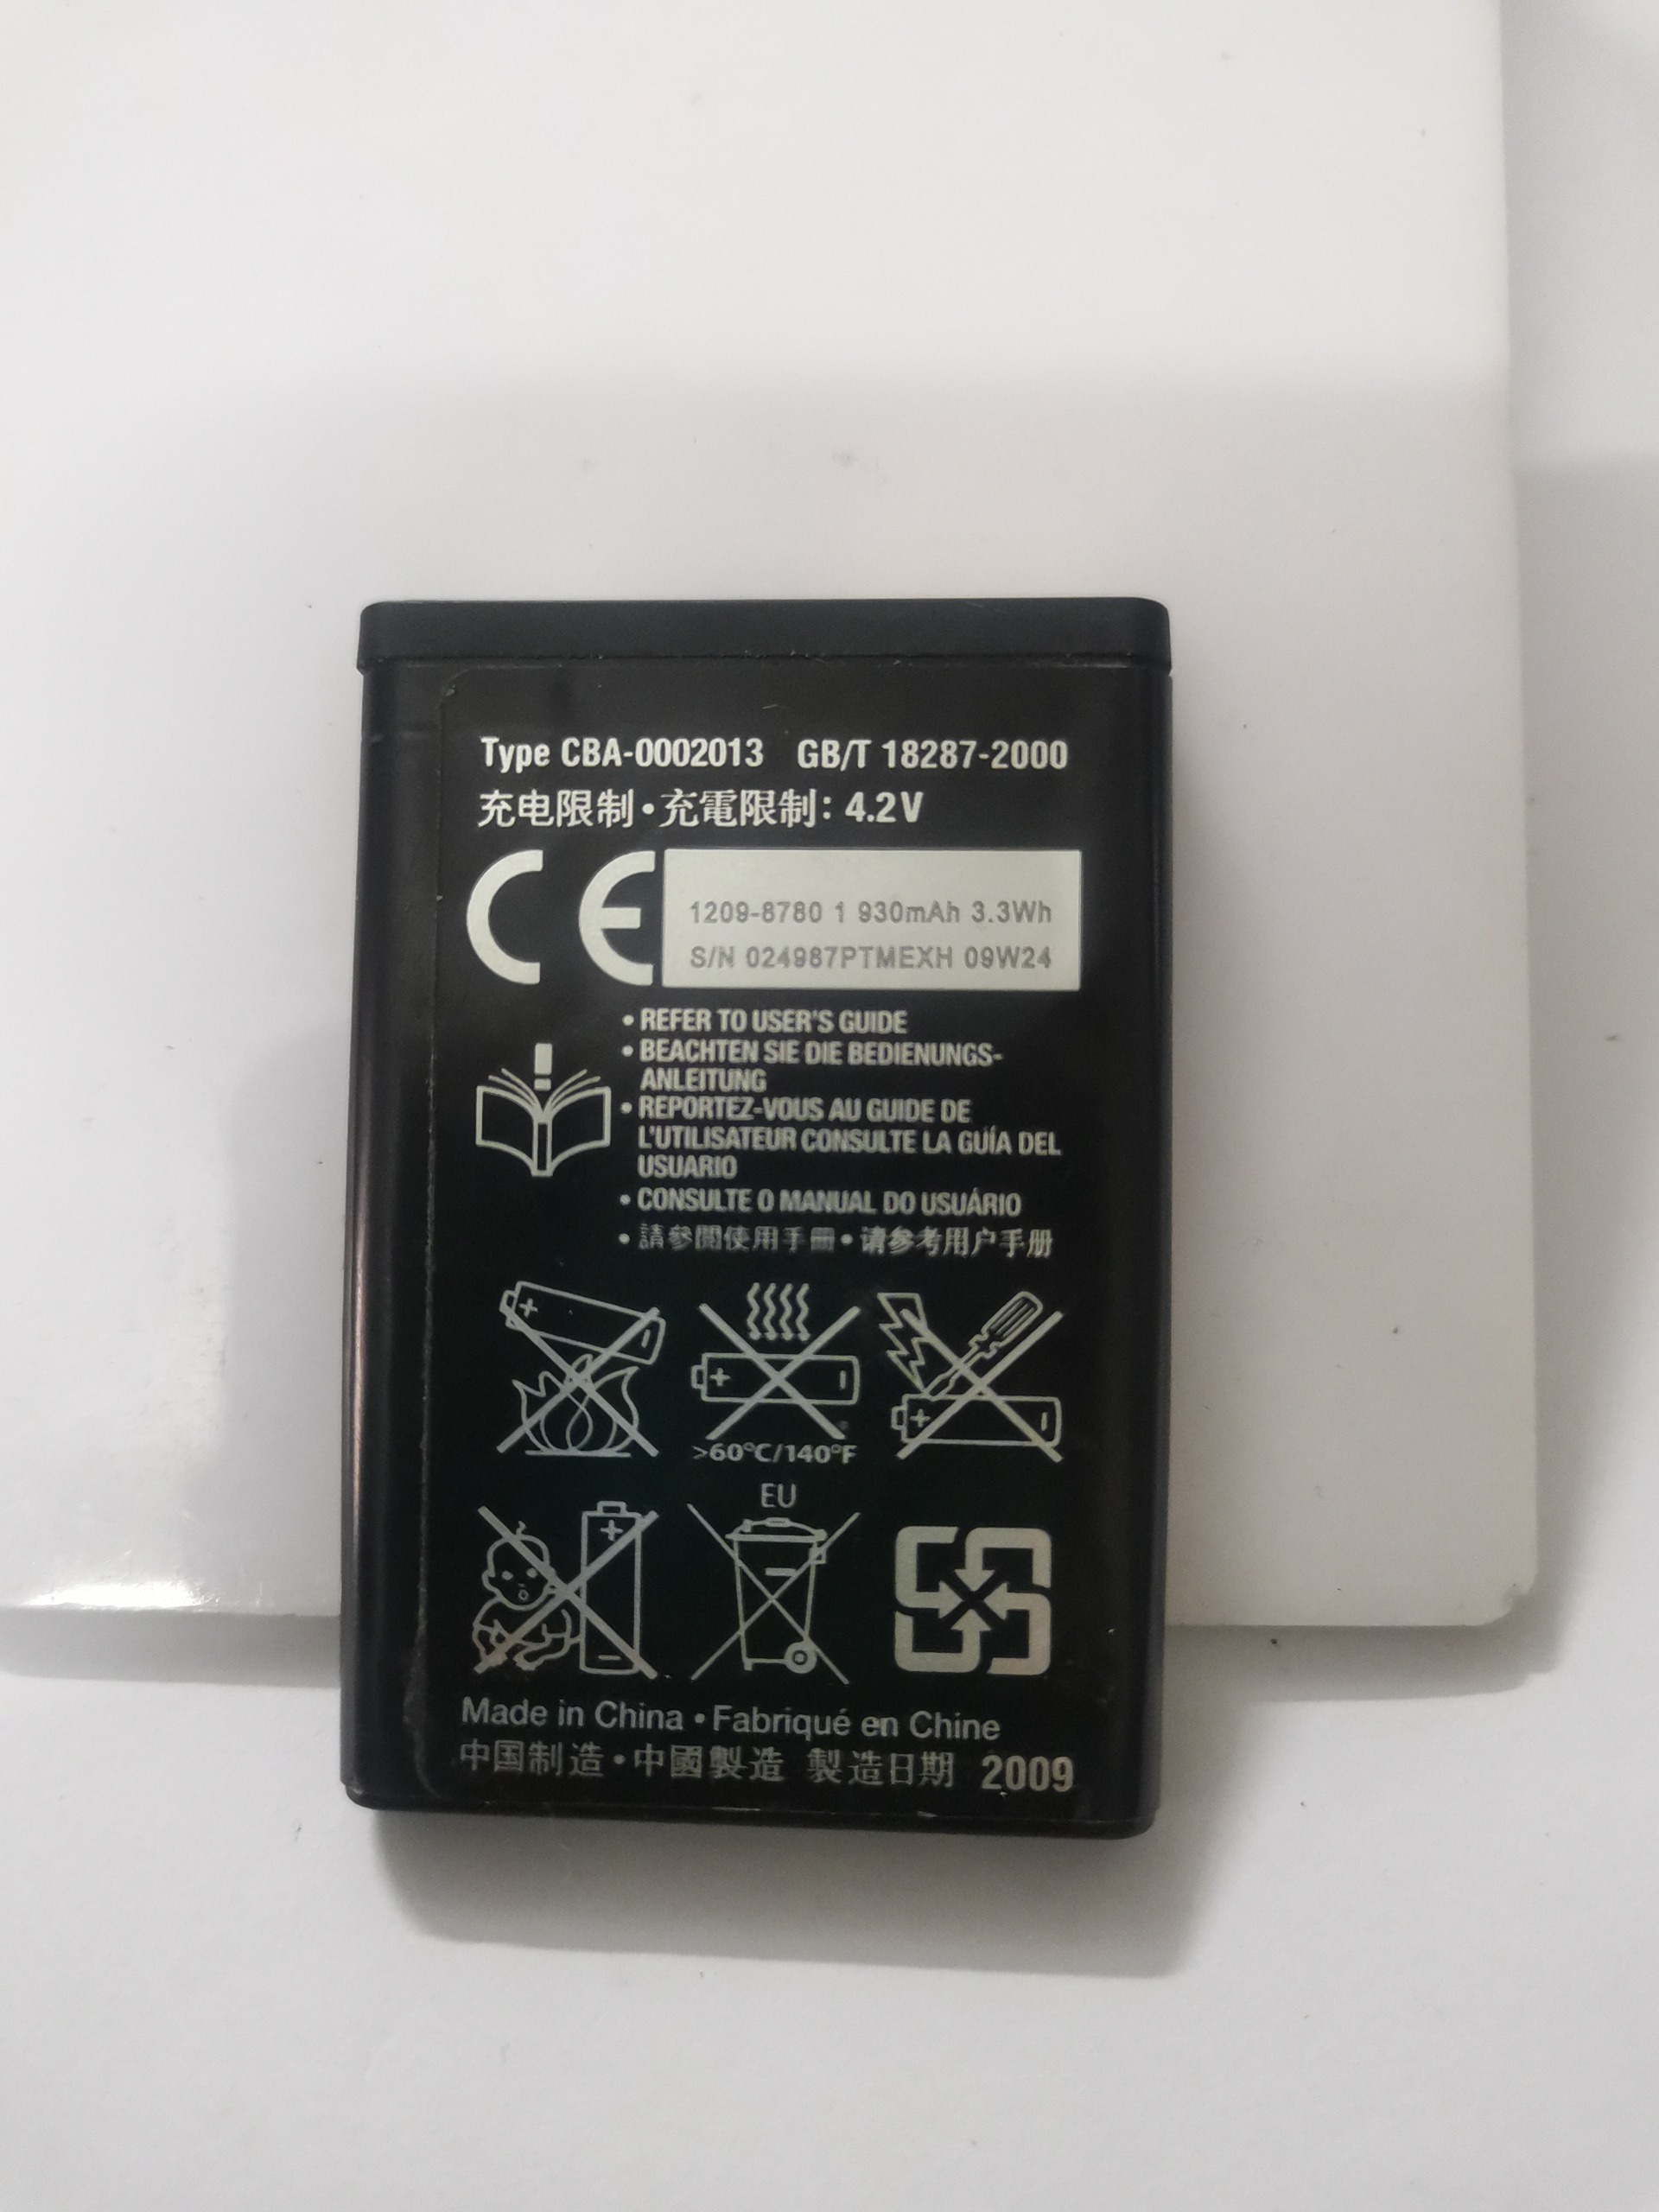 Type CBA-0002013 GB/T 18287-2000
充电限制•充電限制: 4.2V
CE
1209-8780 1 930mAh 3.3Wh
S/N 024987PTMEXH 09W24
• REFER TO USER'S GUIDE
• BEACHTEN SIE DIE BEDIENUNGS-
ANLEITUNG
• REPORTEZ-VOUS AU GUIDE DE
L'UTILISATEUR CONSULTE LA GUÍA DEL
USUARIO
• CONSULTE O MANUAL DO USUÁRIO
• 請參閱使用手冊•请参考用户手册
>60°C/140°F
EU
Made in China • Fabriqué en Chine
中国制造•中國製造 製造日期 2009